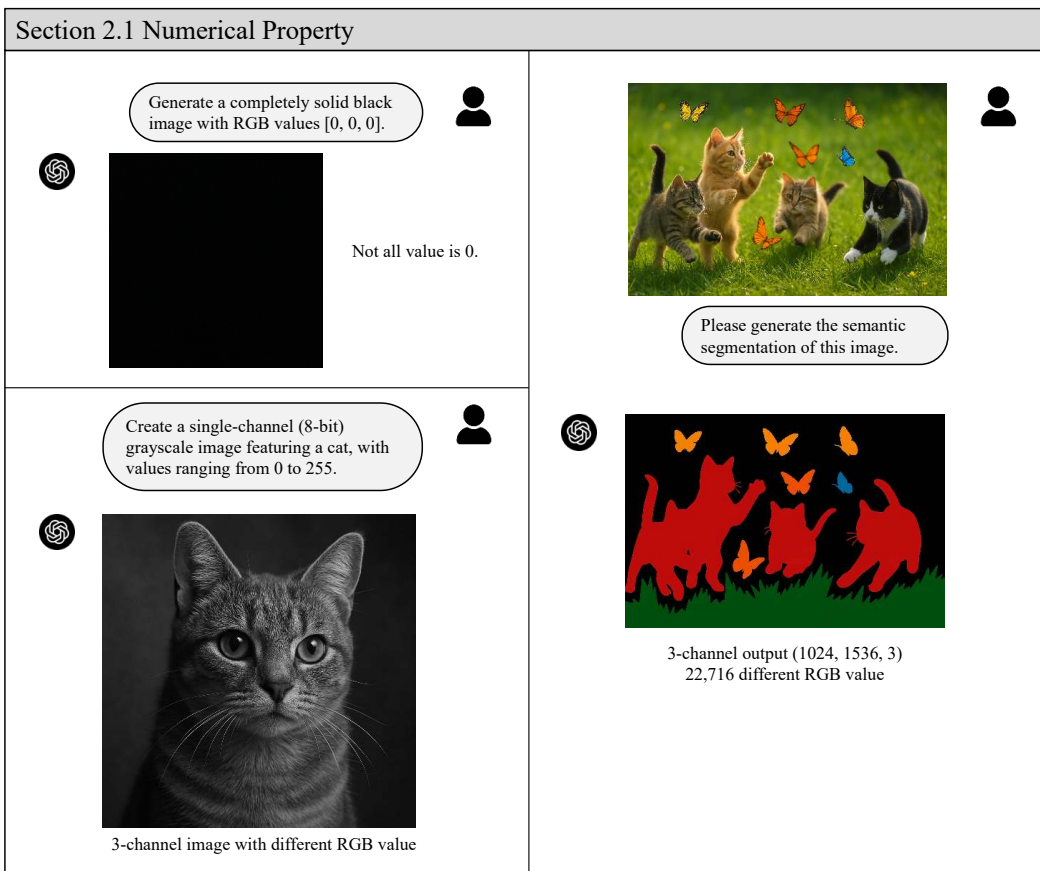 Section 2.1 Numerical Property
Generate a completely solid black
image with RGB values [0, 0, 0].
Not all value is 0.
Create a single-channel (8-bit)
grayscale image featuring a cat, with
values ranging from 0 to 255.
3-channel image with different RGB value
Please generate the semantic
segmentation of this image.
3-channel output (1024, 1536, 3)
22,716 different RGB value